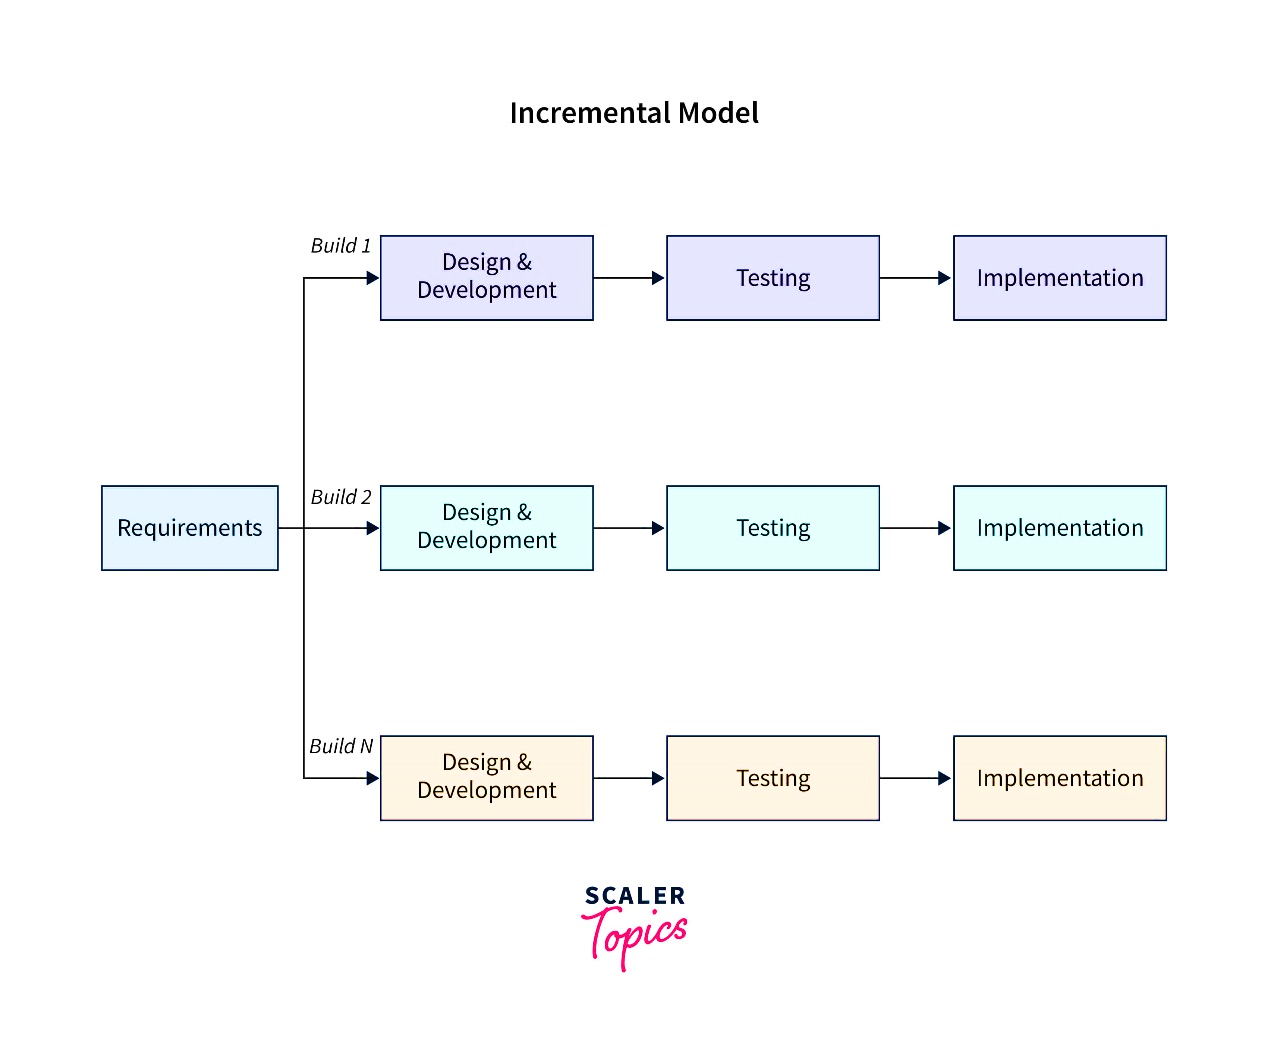 Incremental Model
Build 1
Design &
Development
Testing
Implementation
Requirements
Build 2
Design &
Development
Testing
Implementation
Build N
Design &
Development
Testing
Implementation
SCALER
Topics